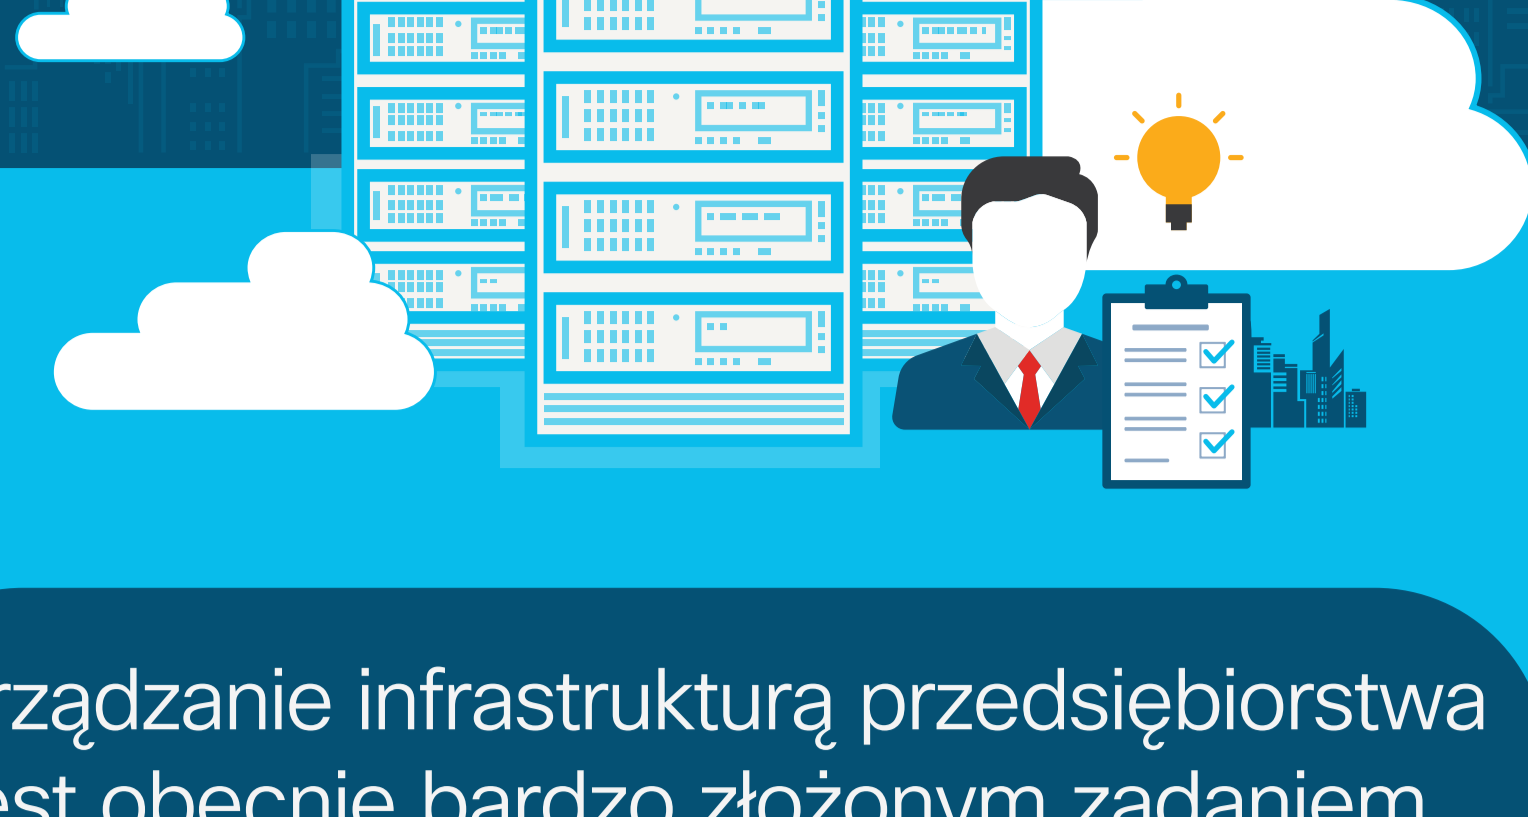 rządzanie infrastrukturą przedsiębiorstwa
est obecnie bardzo złożonym zadaniem